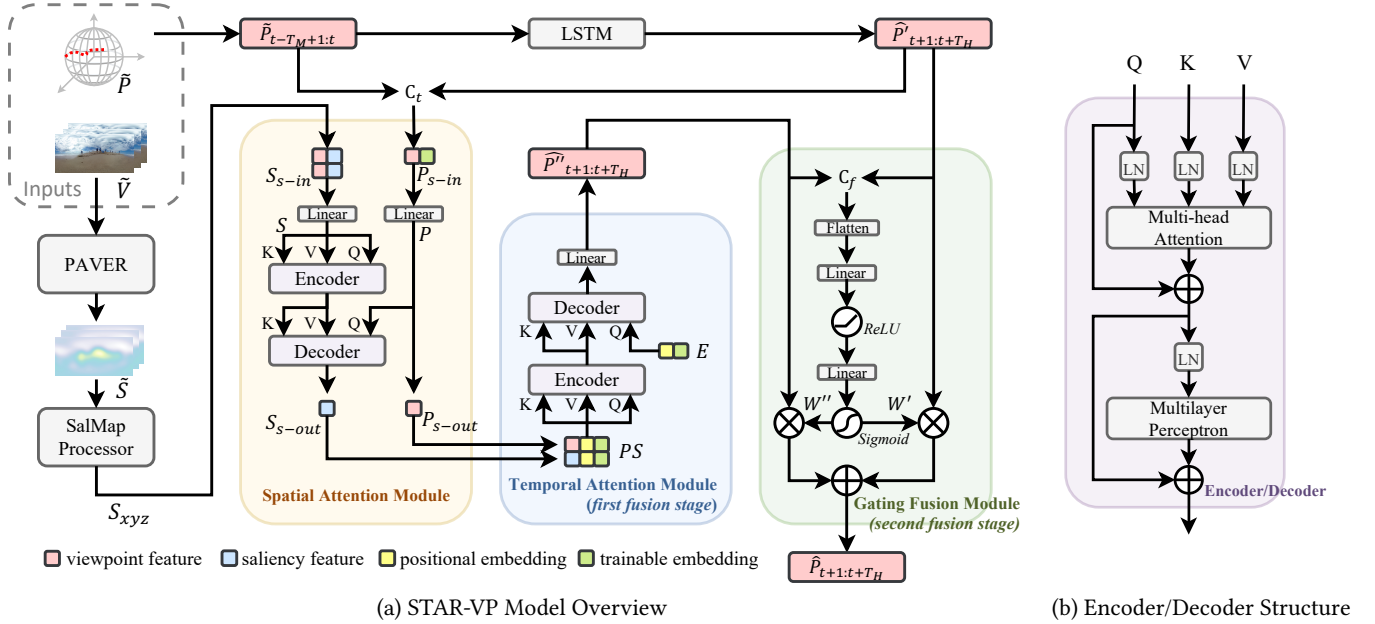 P̃
Ṽ
Inputs
PAVER
S̃
SalMap
Processor
S_{xyz}
P̃_{t−T_M+1:t}
LSTM
P̂'_{t+1:t+T_H}
C_t
S_{s−in}
P_{s−in}
Linear
Linear
S
P
K
V
Q
Encoder
K
V
Q
Decoder
S_{s−out}
P_{s−out}
Spatial Attention Module
P̂''_{t+1:t+T_H}
Linear
Decoder
K
V
Q
E
Encoder
K
V
Q
PS
Temporal Attention Module
(first fusion stage)
C_f
Flatten
Linear
ReLU
Linear
W''
W'
Sigmoid
Gating Fusion Module
(second fusion stage)
P̂_{t+1:t+T_H}
viewpoint feature
saliency feature
positional embedding
trainable embedding
(a) STAR-VP Model Overview
Q
K
V
LN
LN
LN
Multi-head
Attention
LN
Multilayer
Perceptron
Encoder/Decoder
(b) Encoder/Decoder Structure